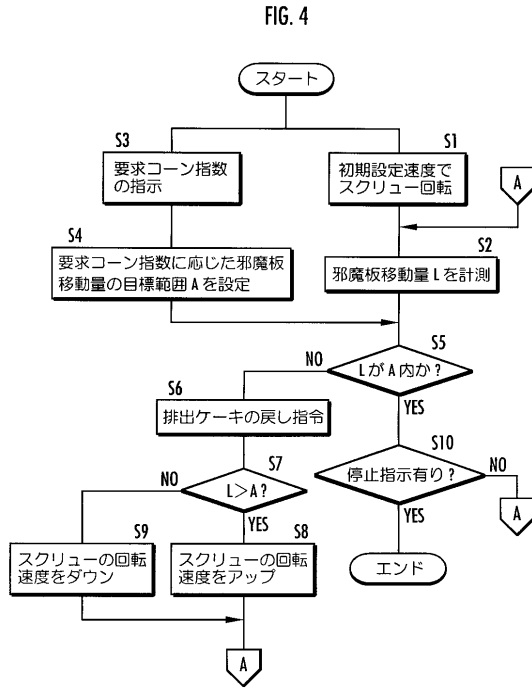 FIG. 4
スタート
S3
要求コーン指数
の指示
S1
初期設定速度で
スクリュー回転
A
S4
要求コーン指数に応じた邪魔板
移動量の目標範囲Aを設定
S2
邪魔板移動量Lを計測
S5
LがA内か?
NO
YES
S6
排出ケーキの戻し指令
S10
停止指示有り?
NO
YES
A
エンド
S7
L>A?
NO
YES
S9
スクリューの回転
速度をダウン
S8
スクリューの回転
速度をアップ
A